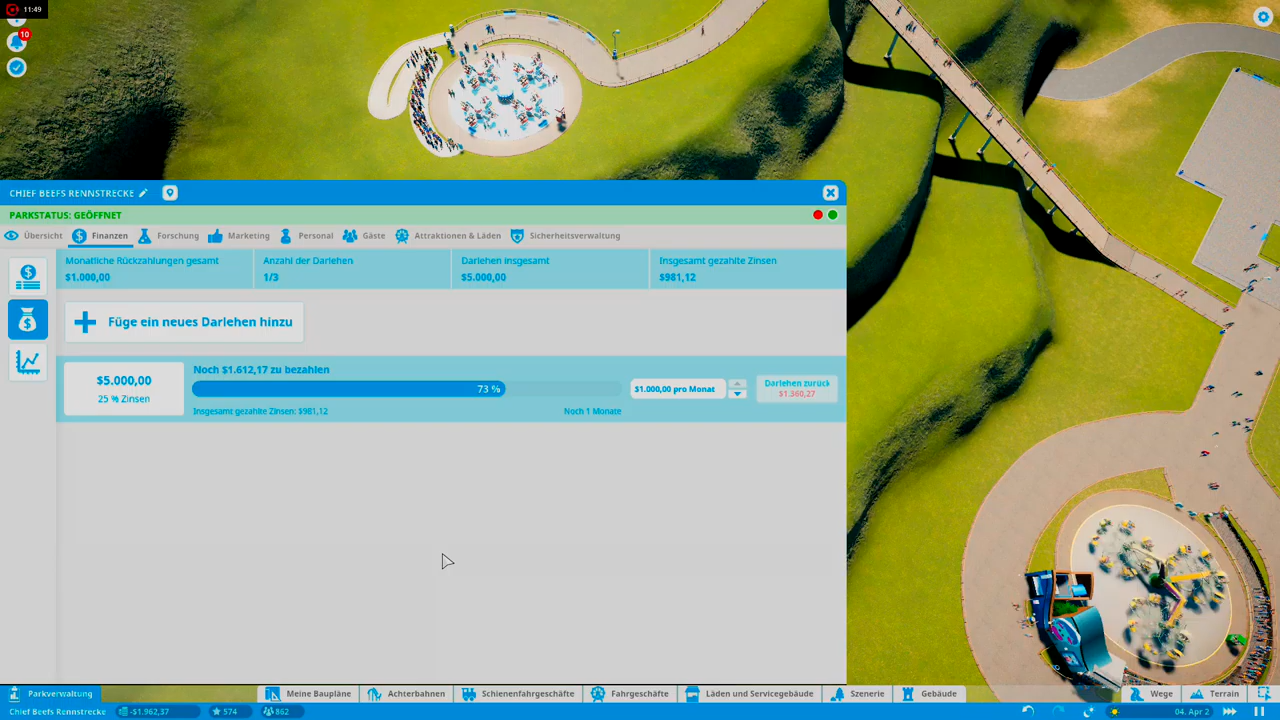 11:49
10
CHIEF BEEFS RENNSTRECKE
PARKSTATUS: GEÖFFNET
Übersicht
Finanzen
Forschung
Marketing
Personal
Gäste
Attraktionen & Läden
Sicherheitsverwaltung
Monatliche Rückzahlungen gesamt
$1.000,00
Anzahl der Darlehen
1/3
Darlehen insgesamt
$5.000,00
Insgesamt gezahlte Zinsen
$981,12
Füge ein neues Darlehen hinzu
$5.000,00
25 % Zinsen
Noch $1.612,17 zu bezahlen
73 %
Insgesamt gezahlte Zinsen: $981,12
Noch 1 Monate
$1.000,00 pro Monat
Darlehen zurück
$1.360,27
Parkverwaltung
Meine Baupläne
Achterbahnen
Schienenfahrgeschäfte
Fahrgeschäfte
Läden und Servicegebäude
Szenerie
Gebäude
Wege
Terrain
Chief Beefs Rennstrecke
$-1.962,37
574
862
04. Apr 2